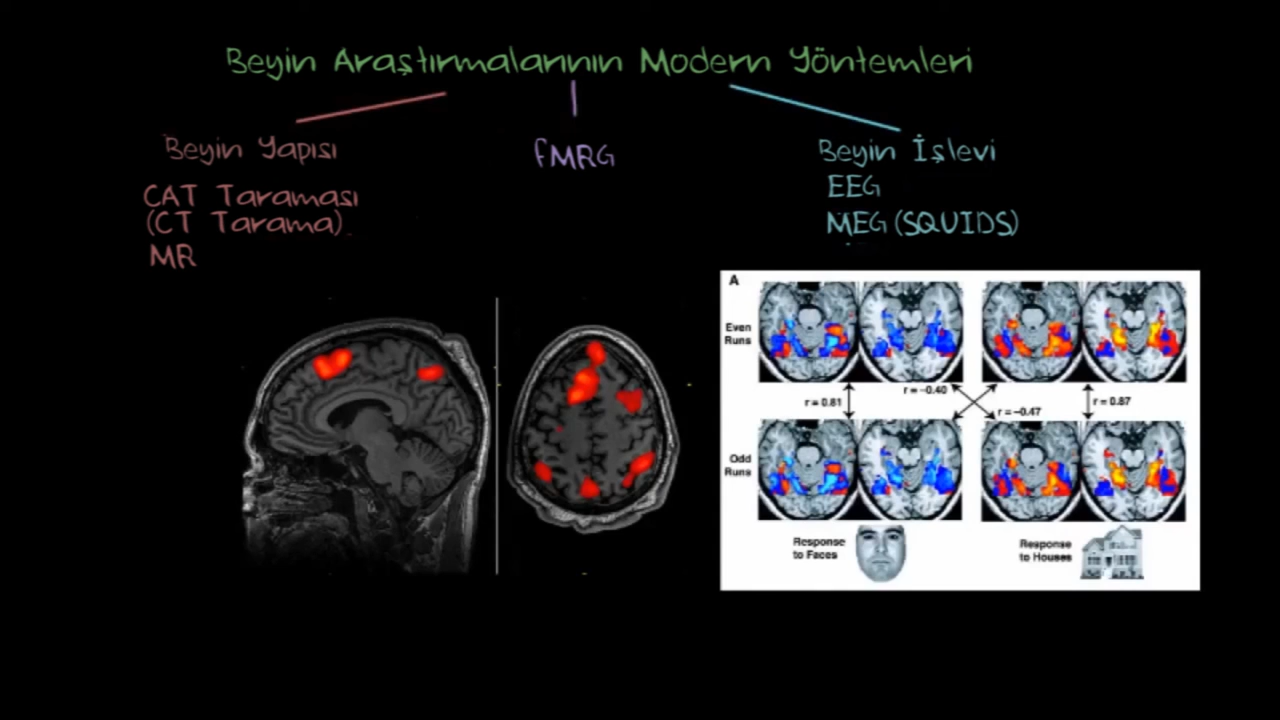 Beyin Araştırmalarının Modern Yöntemleri
Beyin Yapısı
CAT Taraması
(CT Tarama)
MR
fMRG
Beyin İşlevi
EEG
MEG (SQUIDS)
A
Even
Runs
r = 0.81
r = -0.40
r = -0.47
r = 0.87
Odd
Runs
Response
to Faces
Response
to Houses